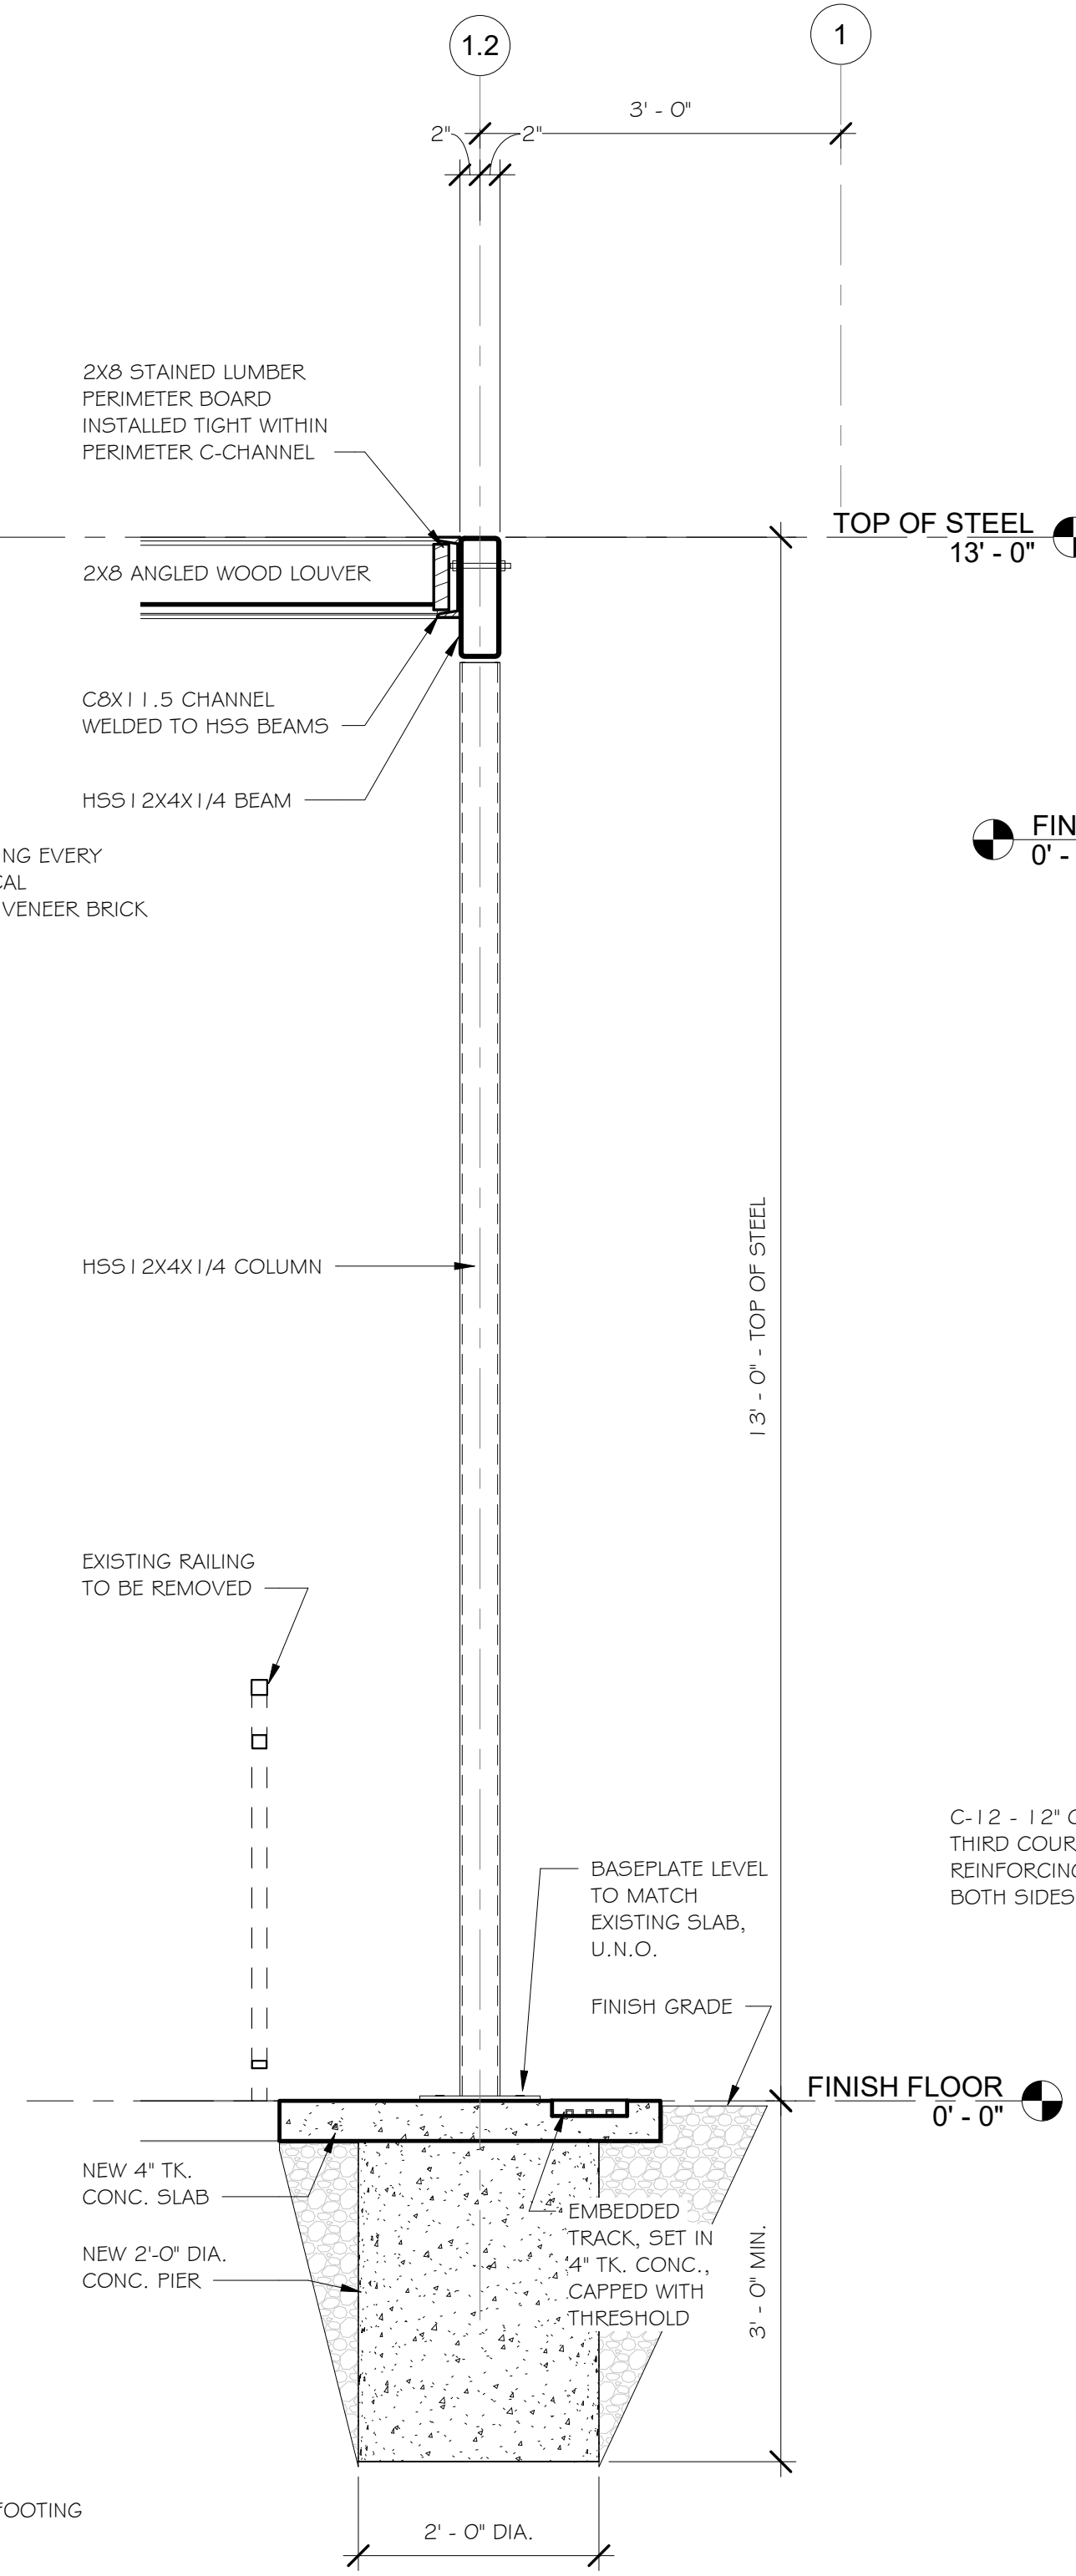 1.2
1
3' - 0"
2"
2"
2X8 STAINED LUMBER
PERIMETER BOARD
INSTALLED TIGHT WITHIN
PERIMETER C-CHANNEL
TOP OF STEEL
13' - 0"
2X8 ANGLED WOOD LOUVER
C8X11.5 CHANNEL
WELDED TO HSS BEAMS
HSS12X4X1/4 BEAM
FIN
0' -
NG EVERY
CAL
VENEER BRICK
HSS12X4X1/4 COLUMN
13' - 0" - TOP OF STEEL
EXISTING RAILING
TO BE REMOVED
C-12 - 12" C
THIRD COUR
REINFORCING
BOTH SIDES
BASEPLATE LEVEL
TO MATCH
EXISTING SLAB,
U.N.O.
FINISH GRADE
FINISH FLOOR
0' - 0"
NEW 4" TK.
CONC. SLAB
NEW 2'-0" DIA.
CONC. PIER
EMBEDDED
TRACK, SET IN
4" TK. CONC.,
CAPPED WITH
THRESHOLD
3' - 0" MIN.
FOOTING
2' - 0" DIA.